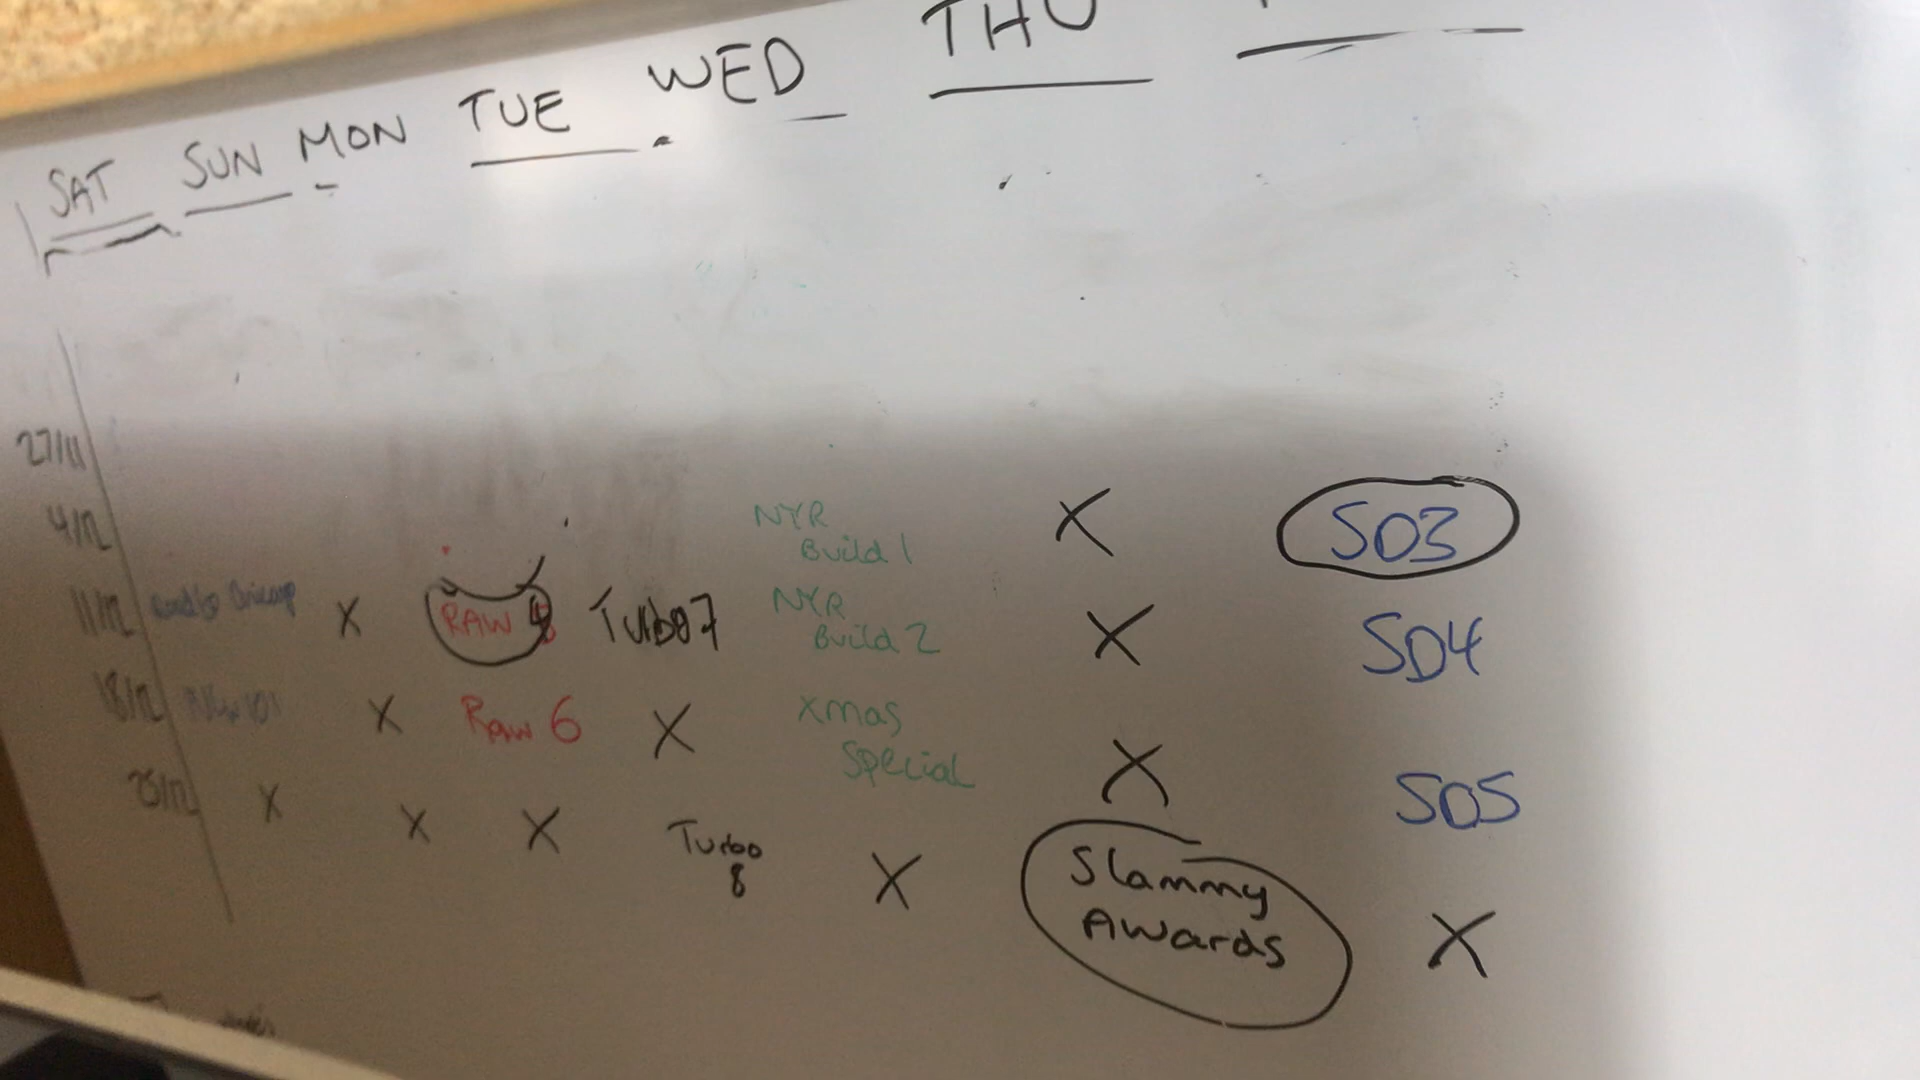 SAT SUN MON TUE WED THU
27/11
4/12 NYR Build 1 X SD3
11/12 X RAW Turbo 7 NYR Build 2 X SD4
18/12 X RAW 6 X Xmas Special X SD5
25/12 X X X Turbo 8 X Slammy Awards X